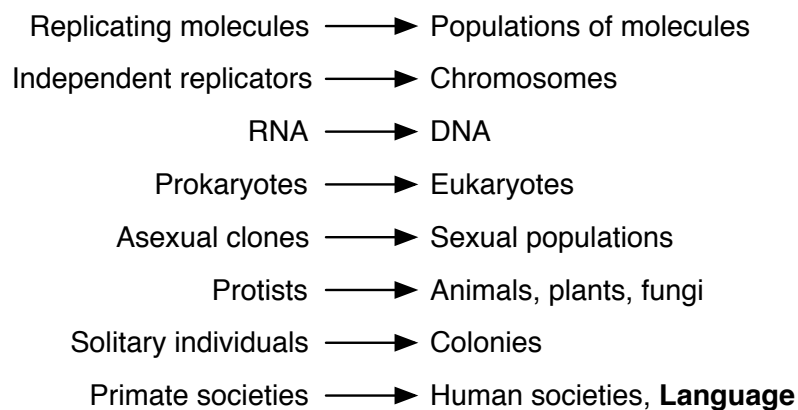 Replicating molecules → Populations of molecules
Independent replicators → Chromosomes
RNA → DNA
Prokaryotes → Eukaryotes
Asexual clones → Sexual populations
Protists → Animals, plants, fungi
Solitary individuals → Colonies
Primate societies → Human societies, Language